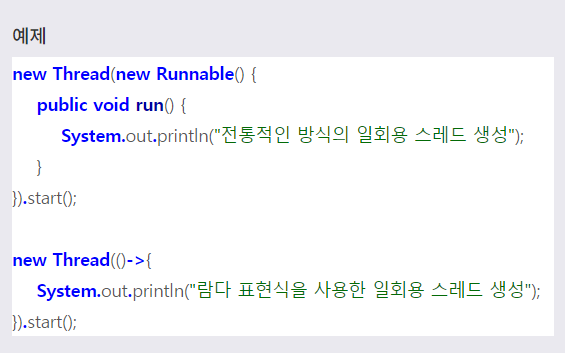 예제
new Thread(new Runnable() {
public void run() {
System.out.println("전통적인 방식의 일회용 스레드 생성");
}
}).start();
new Thread(()->{
System.out.println("람다 표현식을 사용한 일회용 스레드 생성");
}).start();